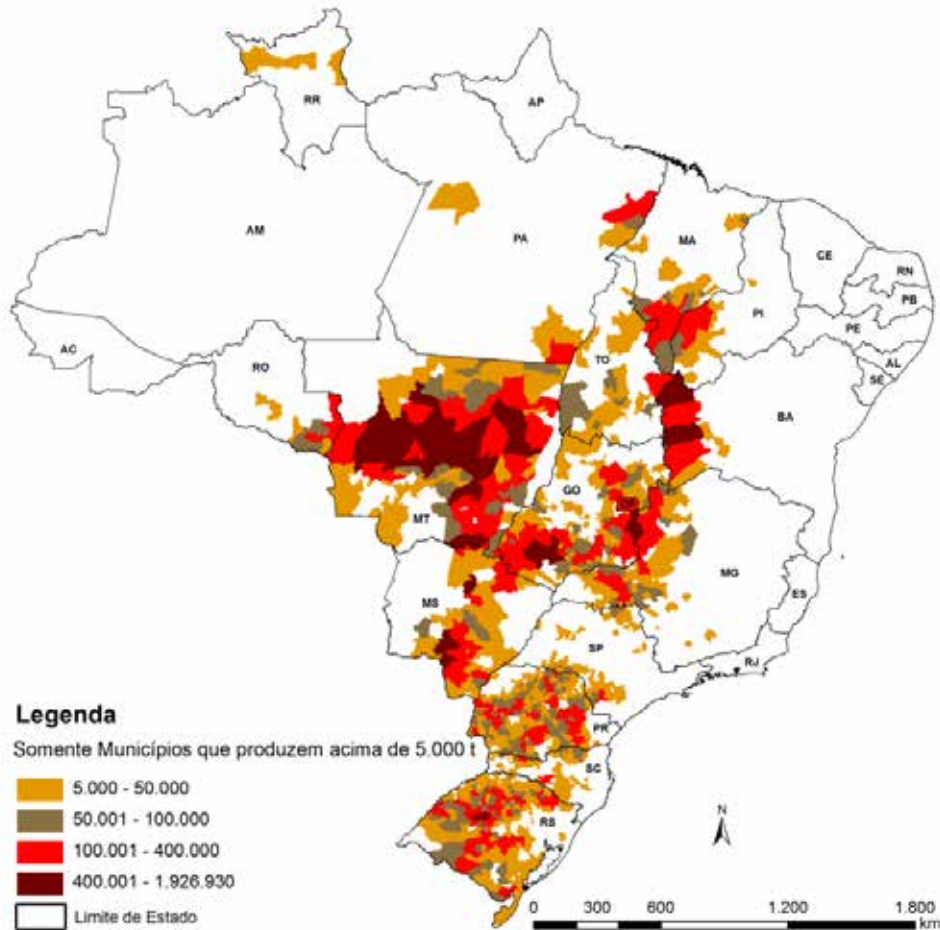 RR
AP
AM
PA
MA
CE
RN
PB
PI
PE
AC
AL
RO
TO
SE
BA
GO
DF
MT
MG
MS
ES
SP
RJ
Legenda
Somente Municípios que produzem acima de 5.000 t
PR
SC
5.000 - 50.000
50.001 - 100.000
RS
N
100.001 - 400.000
400.001 - 1.926.930
Limite de Estado
0 300 600 1.200 1.800
km